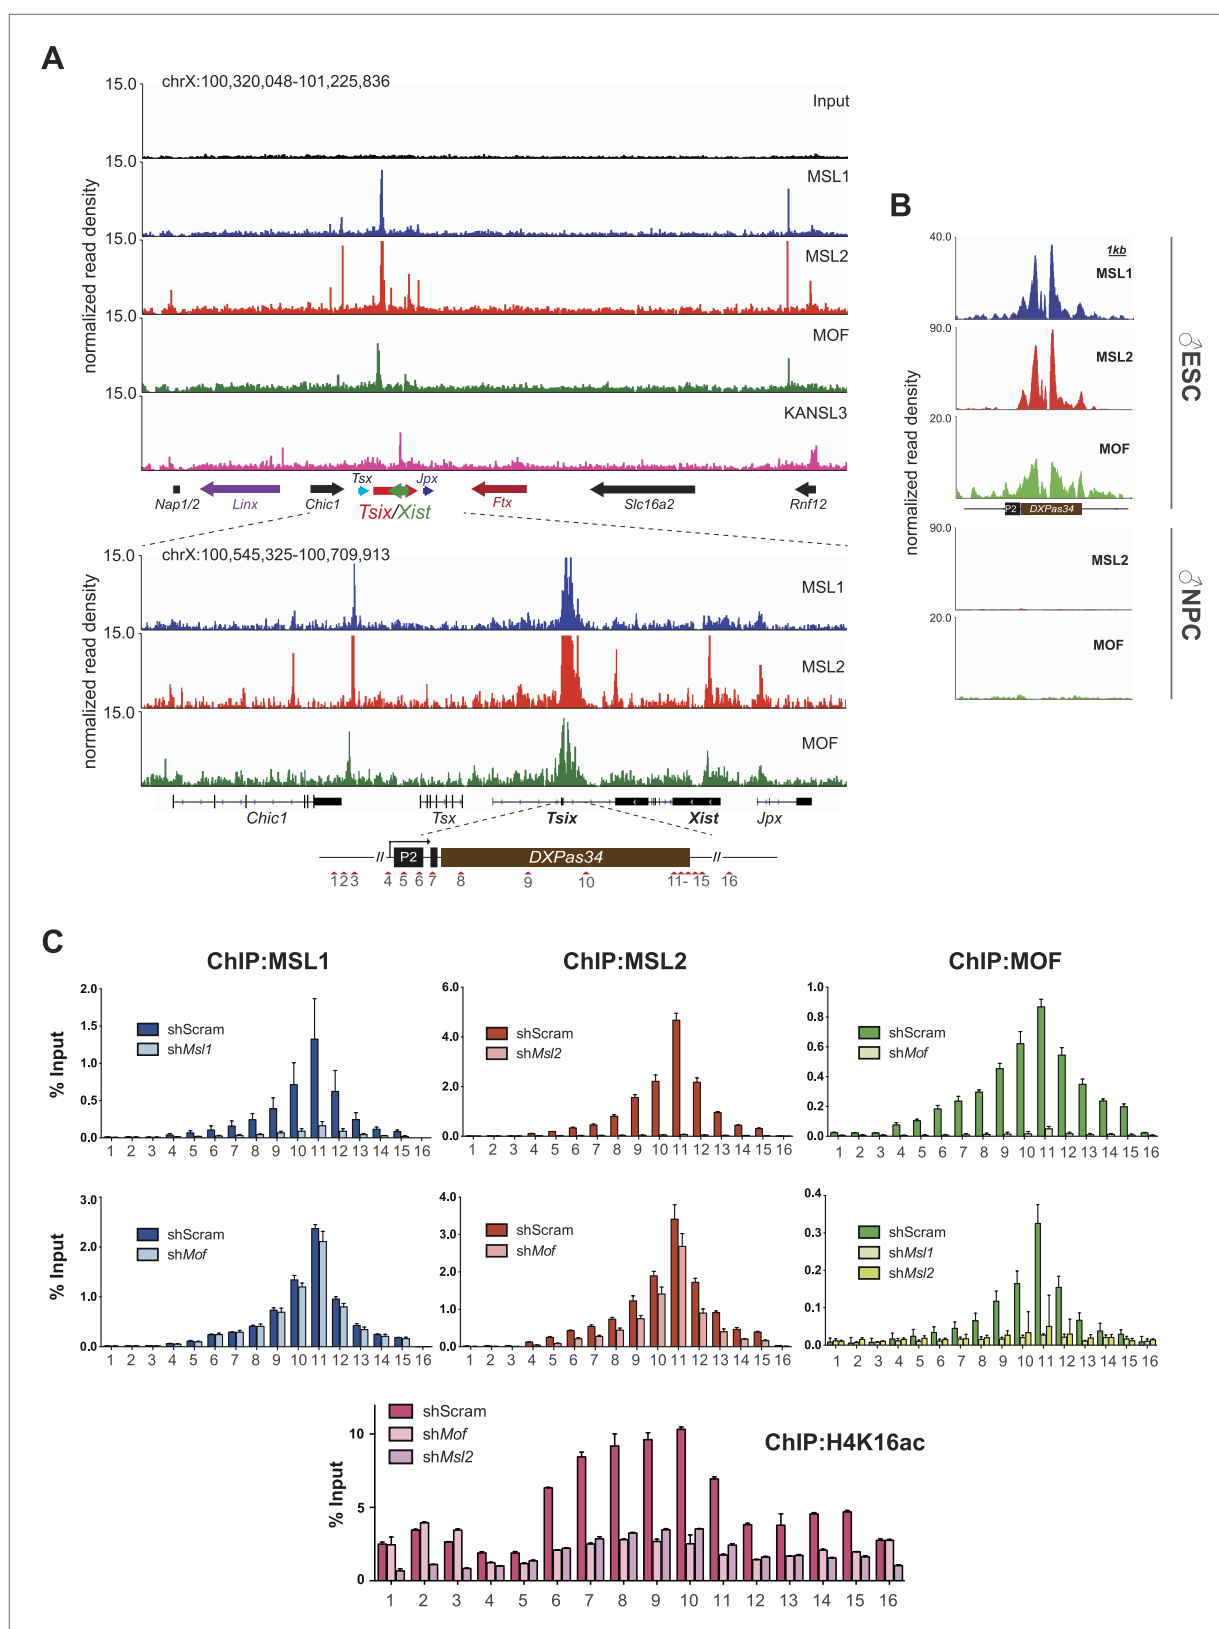 A
15.0
chrX:100,320,048-101,225,836
Input
15.0
MSL1
15.0
MSL2
15.0
MOF
15.0
KANSL3
normalized read density
Tsx
Jpx
Nap1/2
Linx
Chic1
Tsix/Xist
Ftx
Slc16a2
Rnf12
15.0
chrX:100,545,325-100,709,913
MSL1
15.0
MSL2
15.0
MOF
normalized read density
Chic1
Tsx
Tsix
Xist
Jpx
//
P2
DXPas34
//
1 2 3 4 5 6 7 8 9 10 11- 15 16
B
40.0
1kb
MSL1
90.0
MSL2
20.0
MOF
P2
DXPas34
90.0
MSL2
20.0
MOF
normalized read density
♂ESC
♂NPC
C
ChIP:MSL1
% Input
2.0
1.5
1.0
0.5
0.0
shScram
shMsl1
1 2 3 4 5 6 7 8 9 10 11 12 13 14 15 16
ChIP:MSL2
6.0
4.0
2.0
0.0
shScram
shMsl2
1 2 3 4 5 6 7 8 9 10 11 12 13 14 15 16
ChIP:MOF
1.0
0.8
0.6
0.4
0.2
0.0
shScram
shMof
1 2 3 4 5 6 7 8 9 10 11 12 13 14 15 16
% Input
3.0
2.0
1.0
0.0
shScram
shMof
1 2 3 4 5 6 7 8 9 10 11 12 13 14 15 16
4.0
3.0
2.0
1.0
0.0
shScram
shMof
1 2 3 4 5 6 7 8 9 10 11 12 13 14 15 16
0.4
0.3
0.2
0.1
0.0
shScram
shMsl1
shMsl2
1 2 3 4 5 6 7 8 9 10 11 12 13 14 15 16
% Input
10
5
0
shScram
shMof
shMsl2
ChIP:H4K16ac
1 2 3 4 5 6 7 8 9 10 11 12 13 14 15 16